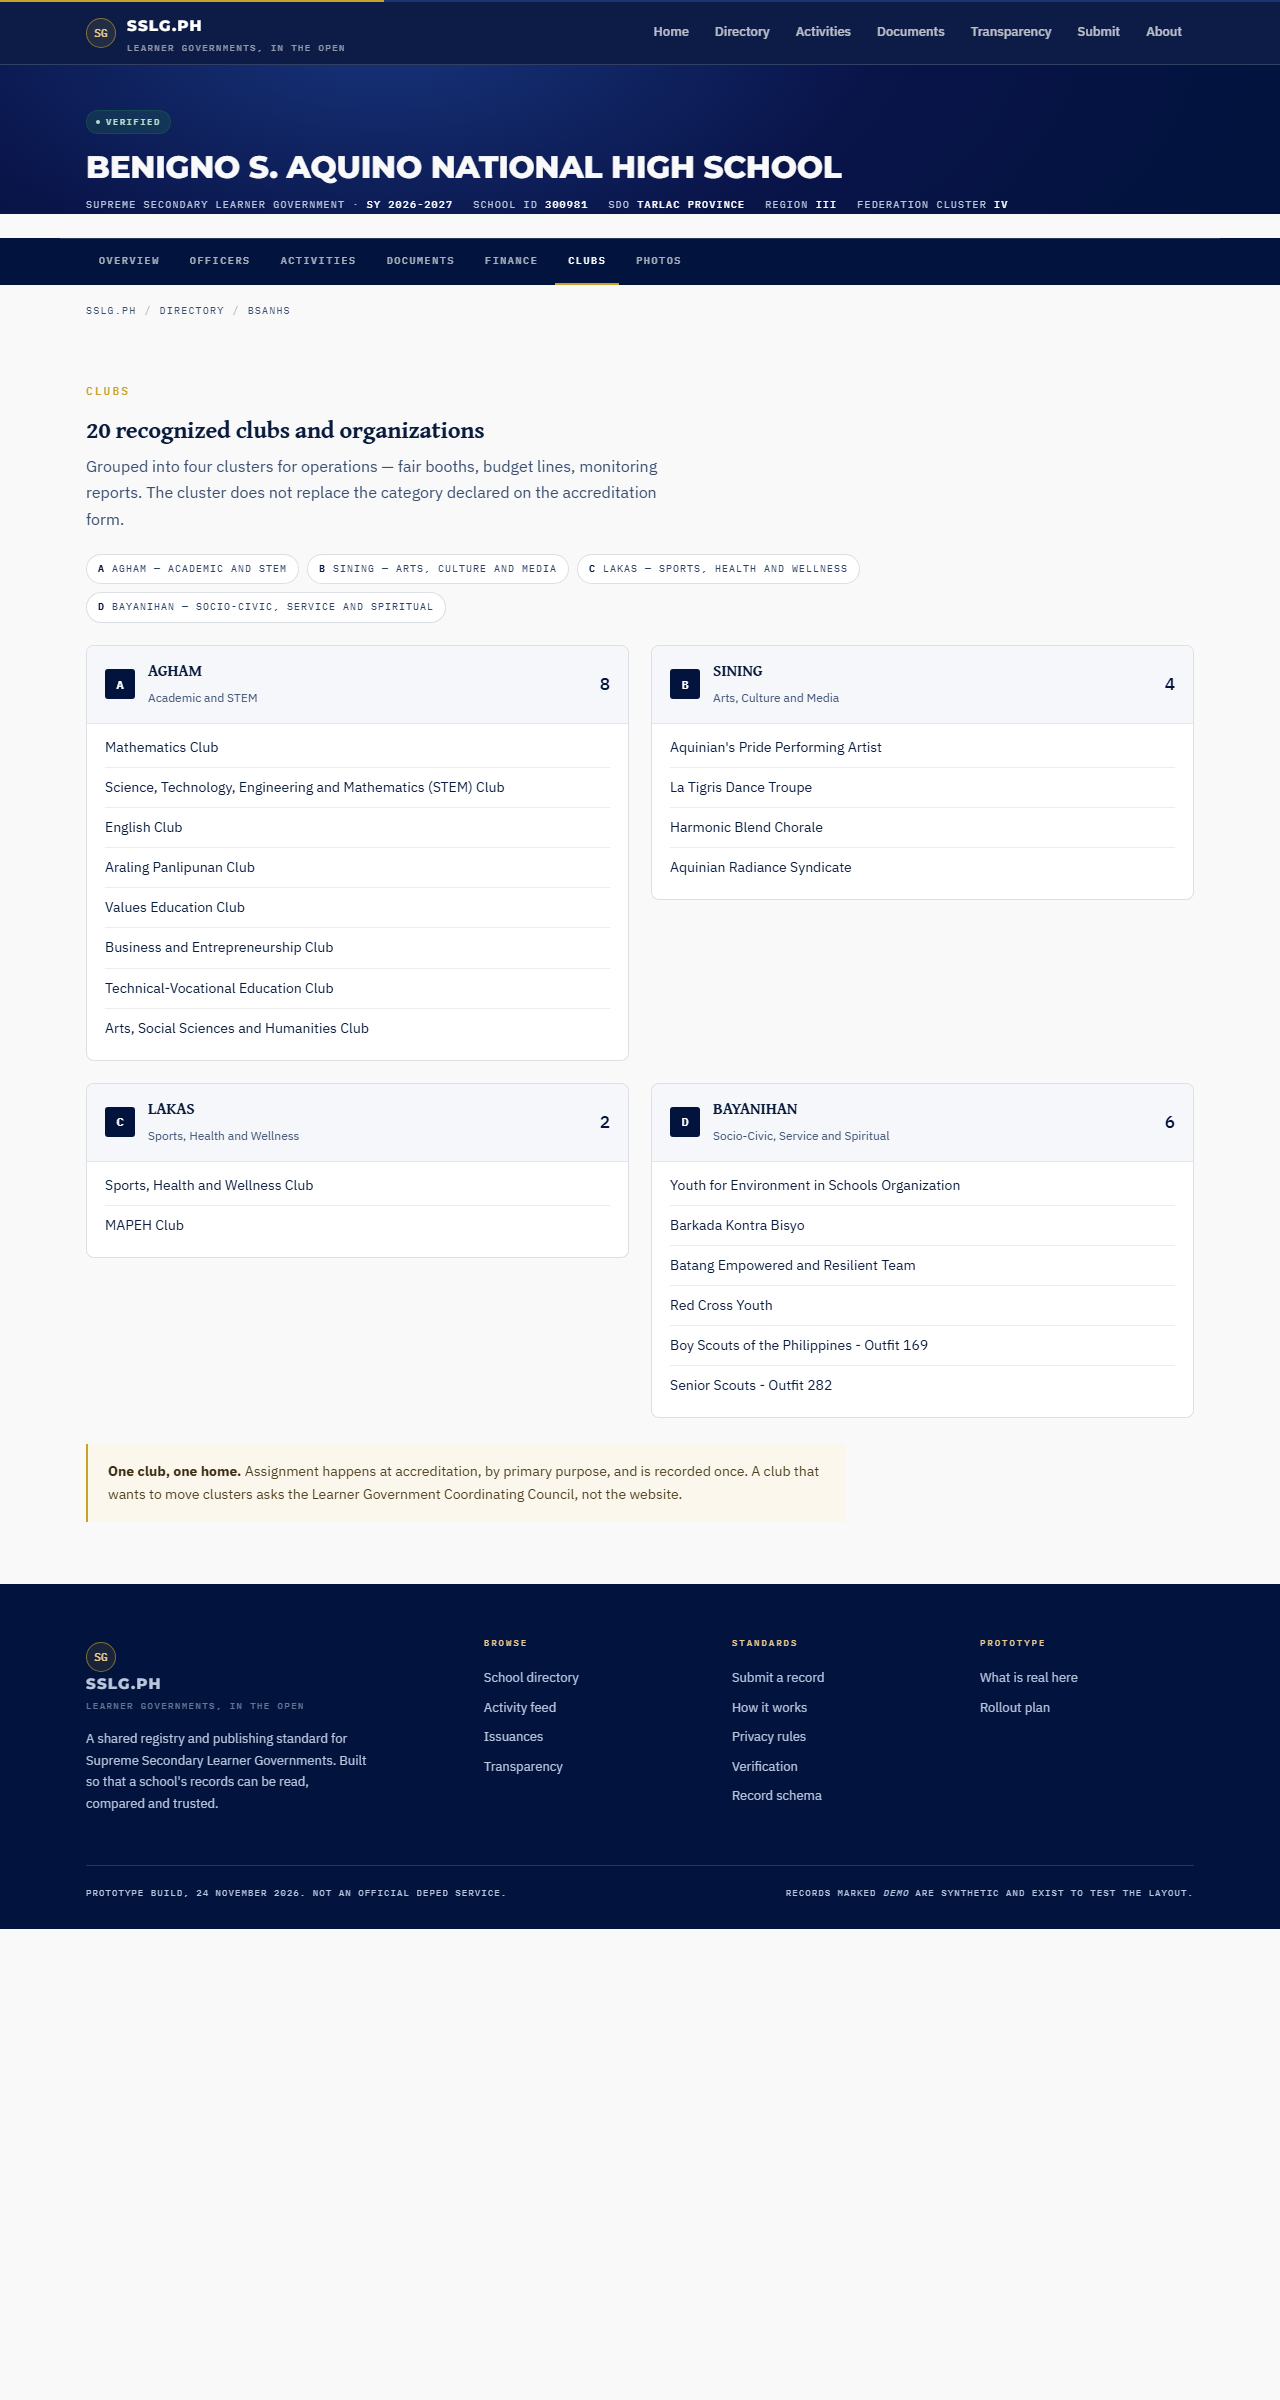 SG
SSLG.PH
LEARNER GOVERNMENTS, IN THE OPEN
Home Directory Activities Documents Transparency Submit About
• VERIFIED
BENIGNO S. AQUINO NATIONAL HIGH SCHOOL
SUPREME SECONDARY LEARNER GOVERNMENT · SY 2026-2027 SCHOOL ID 300981 SDO TARLAC PROVINCE REGION III FEDERATION CLUSTER IV
OVERVIEW OFFICERS ACTIVITIES DOCUMENTS FINANCE CLUBS PHOTOS
SSLG.PH / DIRECTORY / BSANHS
CLUBS
20 recognized clubs and organizations
Grouped into four clusters for operations — fair booths, budget lines, monitoring
reports. The cluster does not replace the category declared on the accreditation
form.
A AGHAM — ACADEMIC AND STEM
B SINING — ARTS, CULTURE AND MEDIA
C LAKAS — SPORTS, HEALTH AND WELLNESS
D BAYANIHAN — SOCIO-CIVIC, SERVICE AND SPIRITUAL
A
AGHAM
Academic and STEM
8
Mathematics Club
Science, Technology, Engineering and Mathematics (STEM) Club
English Club
Araling Panlipunan Club
Values Education Club
Business and Entrepreneurship Club
Technical-Vocational Education Club
Arts, Social Sciences and Humanities Club
B
SINING
Arts, Culture and Media
4
Aquinian's Pride Performing Artist
La Tigris Dance Troupe
Harmonic Blend Chorale
Aquinian Radiance Syndicate
C
LAKAS
Sports, Health and Wellness
2
Sports, Health and Wellness Club
MAPEH Club
D
BAYANIHAN
Socio-Civic, Service and Spiritual
6
Youth for Environment in Schools Organization
Barkada Kontra Bisyo
Batang Empowered and Resilient Team
Red Cross Youth
Boy Scouts of the Philippines - Outfit 169
Senior Scouts - Outfit 282
One club, one home. Assignment happens at accreditation, by primary purpose, and is recorded once. A club that
wants to move clusters asks the Learner Government Coordinating Council, not the website.
SG
SSLG.PH
LEARNER GOVERNMENTS, IN THE OPEN
A shared registry and publishing standard for
Supreme Secondary Learner Governments. Built
so that a school's records can be read,
compared and trusted.
BROWSE
School directory
Activity feed
Issuances
Transparency
STANDARDS
Submit a record
How it works
Privacy rules
Verification
Record schema
PROTOTYPE
What is real here
Rollout plan
PROTOTYPE BUILD, 24 NOVEMBER 2026. NOT AN OFFICIAL DEPED SERVICE.
RECORDS MARKED DEMO ARE SYNTHETIC AND EXIST TO TEST THE LAYOUT.